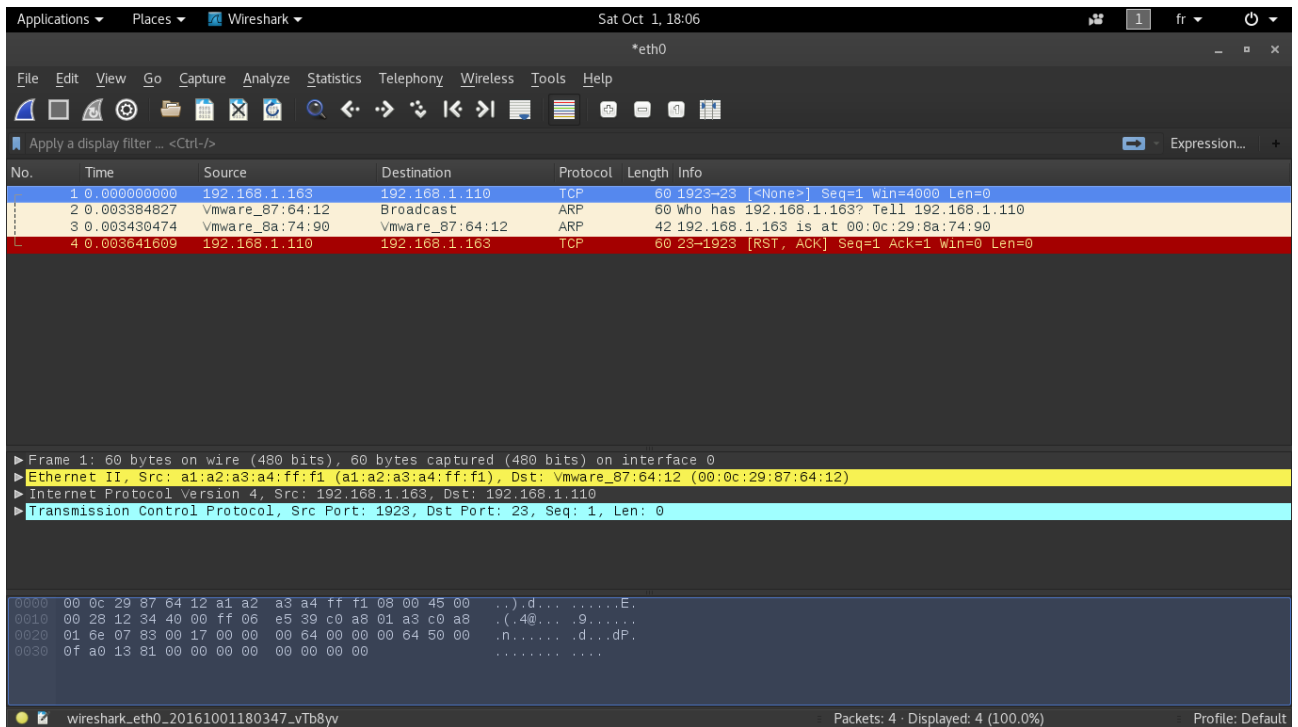 Applications Places Wireshark Sat Oct 1, 18:06 1 fr
*eth0
File Edit View Go Capture Analyze Statistics Telephony Wireless Tools Help
Apply a display filter ... <Ctrl-/> Expression... +
No. Time Source Destination Protocol Length Info
1 0.000000000 192.168.1.163 192.168.1.110 TCP 60 1923→23 [<None>] Seq=1 Win=4000 Len=0
2 0.003384827 Vmware_87:64:12 Broadcast ARP 60 Who has 192.168.1.163? Tell 192.168.1.110
3 0.003430474 Vmware_8a:74:90 Vmware_87:64:12 ARP 42 192.168.1.163 is at 00:0c:29:8a:74:90
4 0.003641609 192.168.1.110 192.168.1.163 TCP 60 23→1923 [RST, ACK] Seq=1 Ack=1 Win=0 Len=0
Frame 1: 60 bytes on wire (480 bits), 60 bytes captured (480 bits) on interface 0
Ethernet II, Src: a1:a2:a3:a4:ff:f1 (a1:a2:a3:a4:ff:f1), Dst: Vmware_87:64:12 (00:0c:29:87:64:12)
Internet Protocol Version 4, Src: 192.168.1.163, Dst: 192.168.1.110
Transmission Control Protocol, Src Port: 1923, Dst Port: 23, Seq: 1, Len: 0
0000 00 0c 29 87 64 12 a1 a2 a3 a4 ff f1 08 00 45 00 ..).d... ......E.
0010 00 28 12 34 40 00 ff 06 e5 39 c0 a8 01 a3 c0 a8 .(.4@... .9......
0020 01 6e 07 83 00 17 00 00 00 64 00 00 00 64 50 00 .n...... .d...dP.
0030 0f a0 13 81 00 00 00 00 00 00 00 00 ........ ....
wireshark_eth0_20161001180347_vTb8yv Packets: 4 · Displayed: 4 (100.0%) Profile: Default